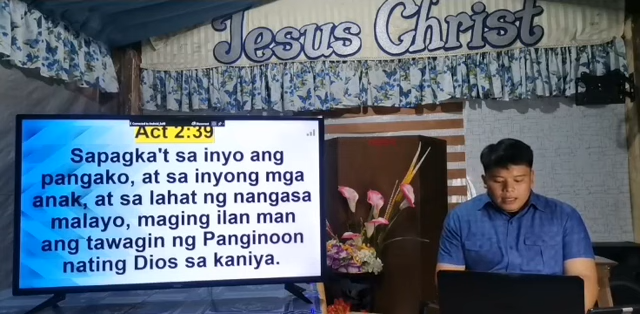 Jesus Christ
Act 2:39
Sapagka't sa inyo ang
pangako, at sa inyong mga
anak, at sa lahat ng nangasa
malayo, maging ilan man
ang tawagin ng Panginoon
nating Dios sa kaniya.